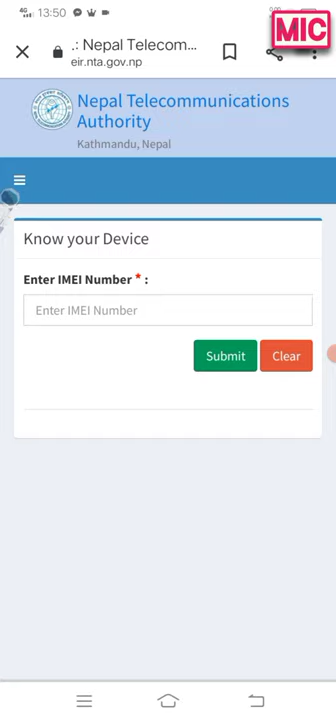 4G 13:50
MIC
.: Nepal Telecom...
eir.nta.gov.np
Nepal Telecommunications
Authority
Kathmandu, Nepal
Know your Device
Enter IMEI Number * :
Enter IMEI Number
Submit Clear